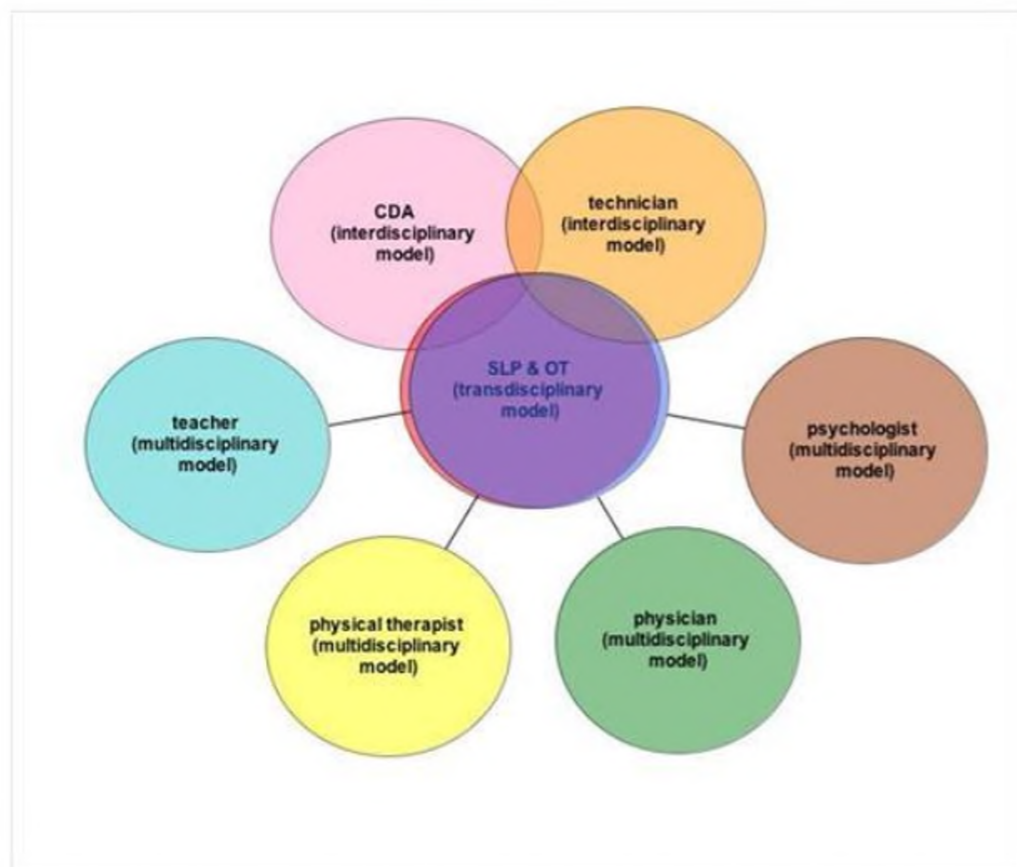 CDA
(interdisciplinary
model)
technician
(interdisciplinary
model)
SLP & OT
(transdisciplinary
model)
teacher
(multidisciplinary
model)
psychologist
(multidisciplinary
model)
physical therapist
(multidisciplinary
model)
physician
(multidisciplinary
model)